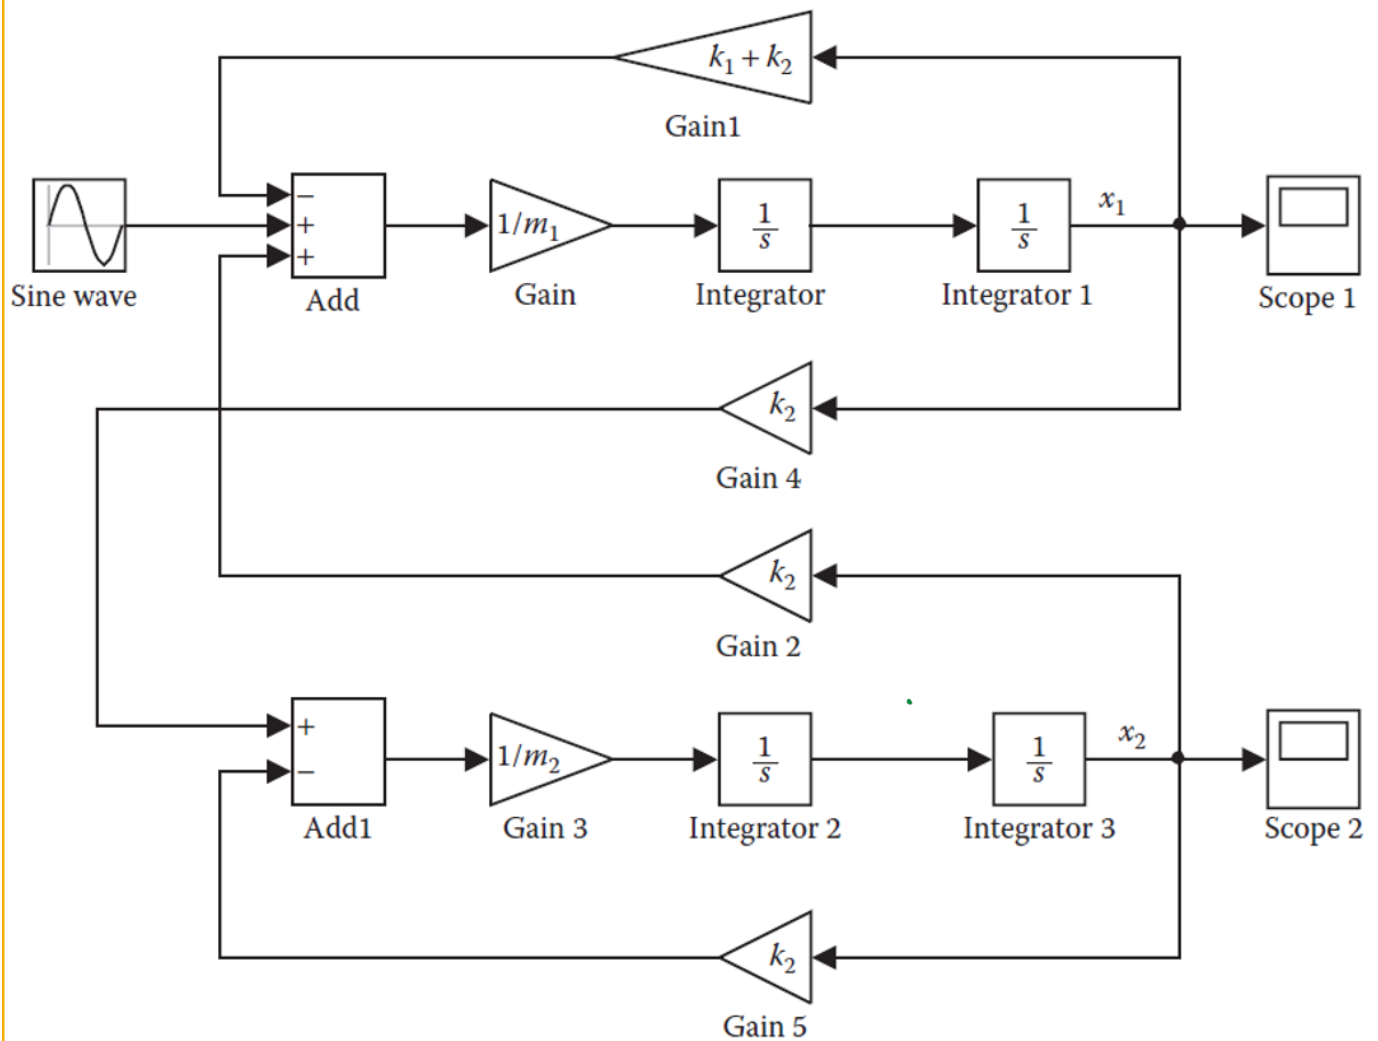 k₁ + k₂
Gain1
−
+
+
1/m₁
1/s
1/s
x₁
Sine wave
Add
Gain
Integrator
Integrator 1
Scope 1
k₂
Gain 4
k₂
Gain 2
+
−
1/m₂
1/s
1/s
x₂
Add1
Gain 3
Integrator 2
Integrator 3
Scope 2
k₂
Gain 5